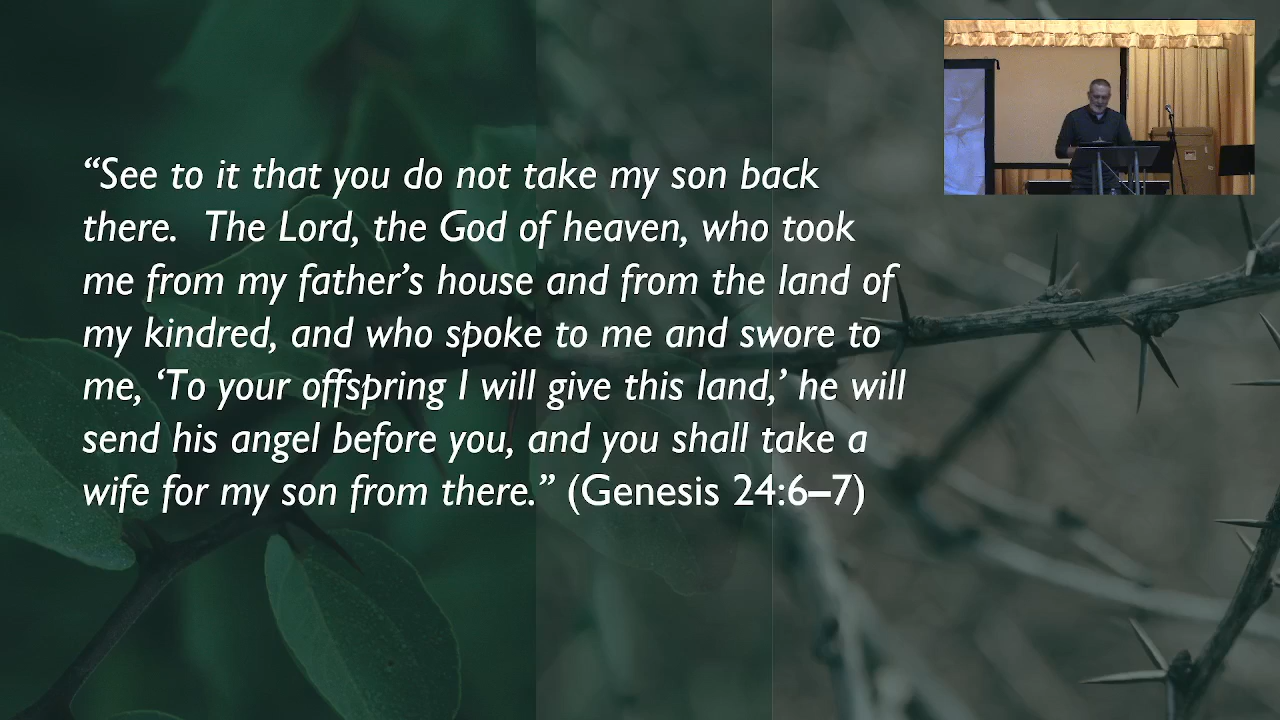 “See to it that you do not take my son back
there.  The Lord, the God of heaven, who took
me from my father’s house and from the land of
my kindred, and who spoke to me and swore to
me, ‘To your offspring I will give this land,’ he will
send his angel before you, and you shall take a
wife for my son from there.” (Genesis 24:6–7)